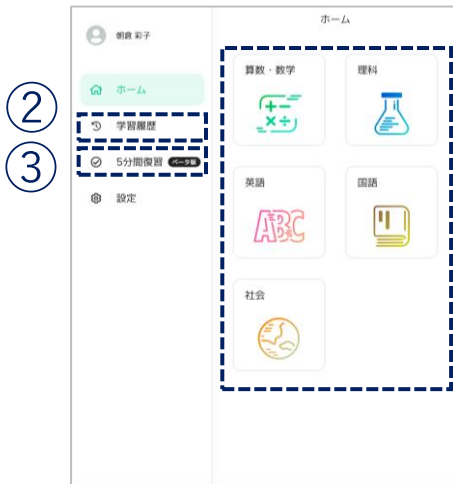 朝倉 彩子
ホーム
② 学習履歴
③ 5分間復習 ベータ版
設定
ホーム
算数・数学
理科
英語
ABC
国語
社会